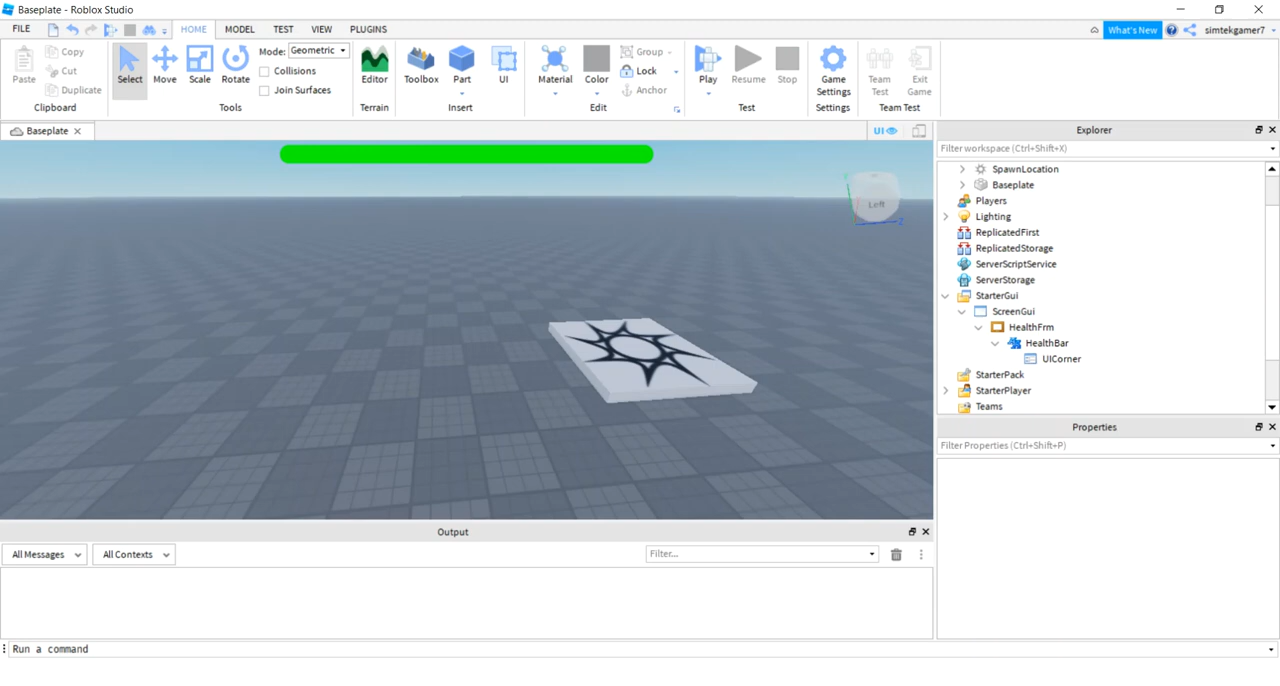 Baseplate - Roblox Studio
FILE
HOME
MODEL
TEST
VIEW
PLUGINS
What's New
simtekgamer7
Paste
Copy
Cut
Duplicate
Clipboard
Select
Move
Scale
Rotate
Mode: Geometric
Collisions
Join Surfaces
Tools
Editor
Terrain
Toolbox
Part
UI
Insert
Material
Color
Group
Lock
Anchor
Edit
Play
Resume
Stop
Test
Game
Settings
Settings
Team
Test
Exit
Game
Team Test
Baseplate
UI
Left
Z
Explorer
Filter workspace (Ctrl+Shift+X)
SpawnLocation
Baseplate
Players
Lighting
ReplicatedFirst
ReplicatedStorage
ServerScriptService
ServerStorage
StarterGui
ScreenGui
HealthFrm
HealthBar
UICorner
StarterPack
StarterPlayer
Teams
Properties
Filter Properties (Ctrl+Shift+P)
Output
All Messages
All Contexts
Filter...
Run a command